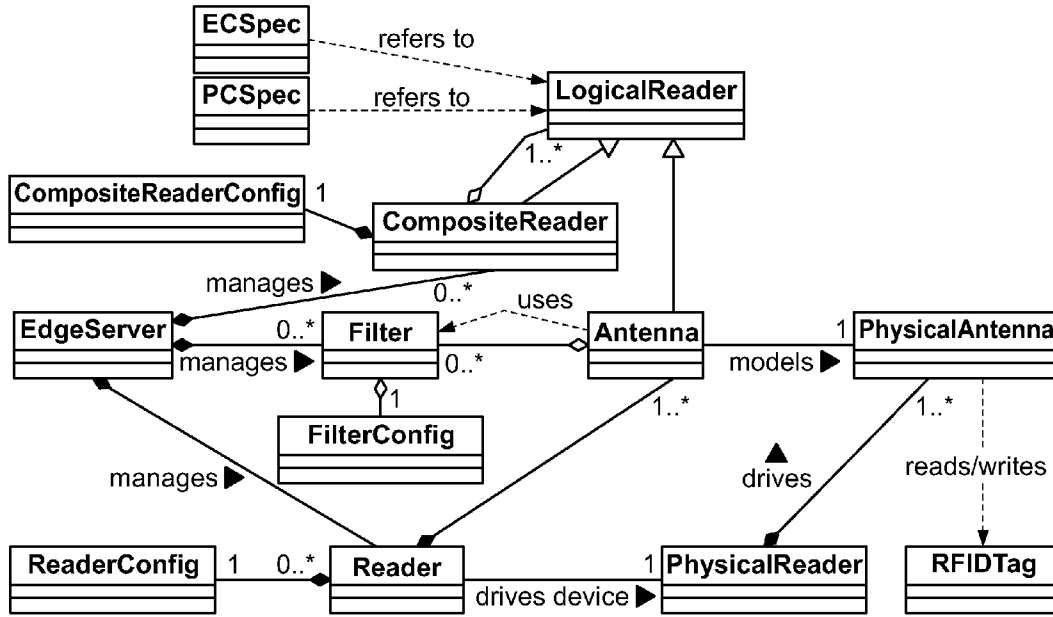 ECSpec
refers to
PCSpec
refers to
LogicalReader
1..*
CompositeReaderConfig
1
CompositeReader
manages
0..*
uses
EdgeServer
0..*
Filter
Antenna
1
PhysicalAntenna
manages
0..*
models
1
1..*
1..*
FilterConfig
manages
drives
reads/writes
ReaderConfig
1
0..*
Reader
1
PhysicalReader
RFIDTag
drives device